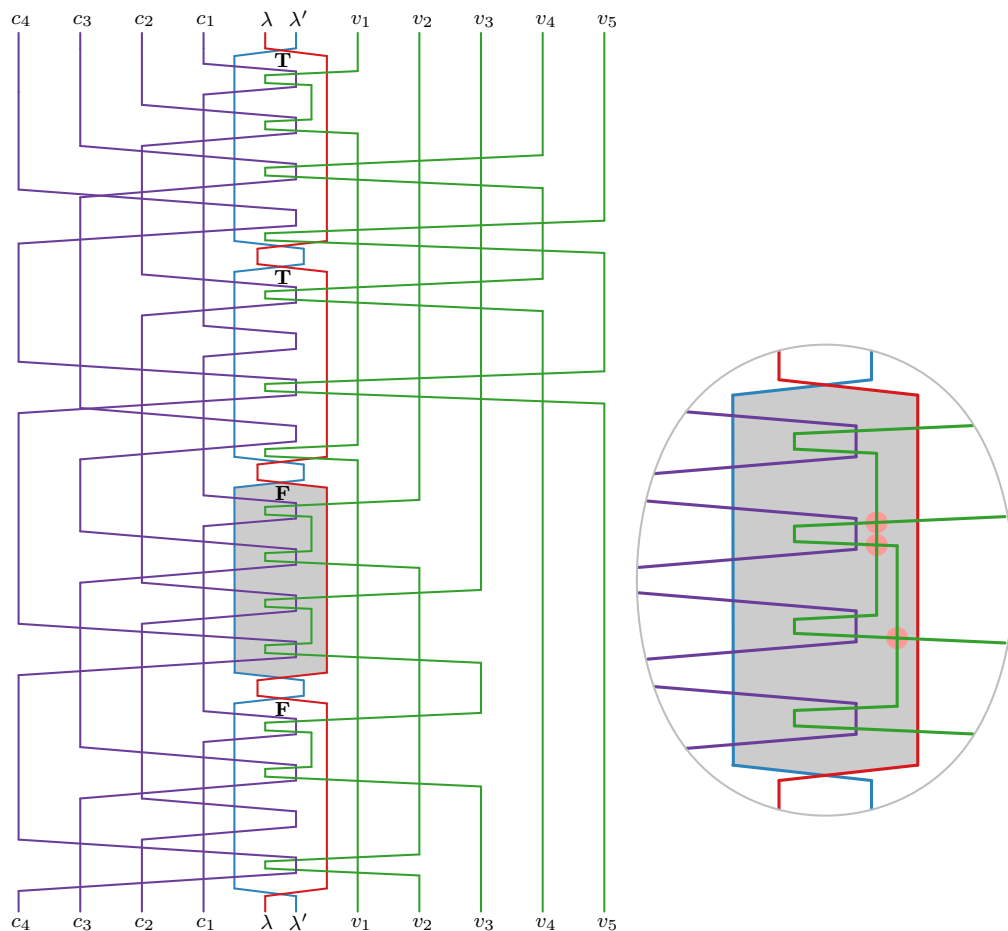 c₄ c₃ c₂ c₁ λ λ′ v₁ v₂ v₃ v₄ v₅
T
T
F
F
c₄ c₃ c₂ c₁ λ λ′ v₁ v₂ v₃ v₄ v₅